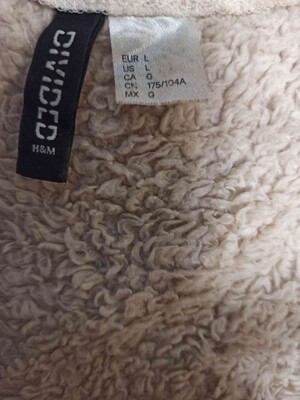 DIVIDED
H&M
EUR L
US L
CA G
CN 175/104A
MX G